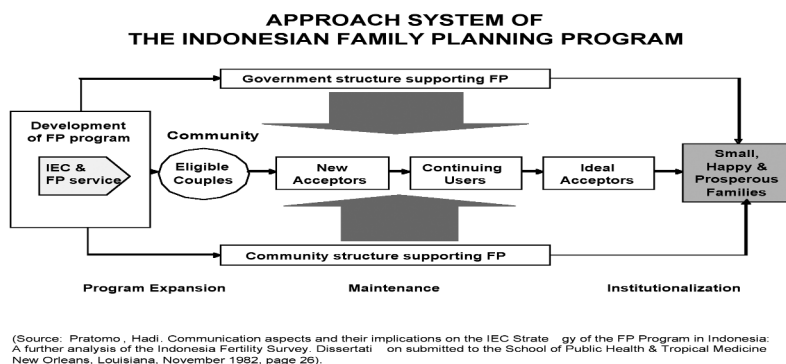 APPROACH SYSTEM OF
THE INDONESIAN FAMILY PLANNING PROGRAM
Government structure supporting FP
Development
of FP program
IEC &
FP service
Community
Eligible
Couples
New
Acceptors
Continuing
Users
Ideal
Acceptors
Small,
Happy &
Prosperous
Families
Community structure supporting FP
Program Expansion
Maintenance
Institutionalization
(Source: Pratomo, Hadi. Communication aspects and their implications on the IEC Strate gy of the FP Program in Indonesia:
A further analysis of the Indonesia Fertility Survey. Dissertati on submitted to the School of Public Health & Tropical Medicine
New Orleans, Louisiana, November 1982, page 26).